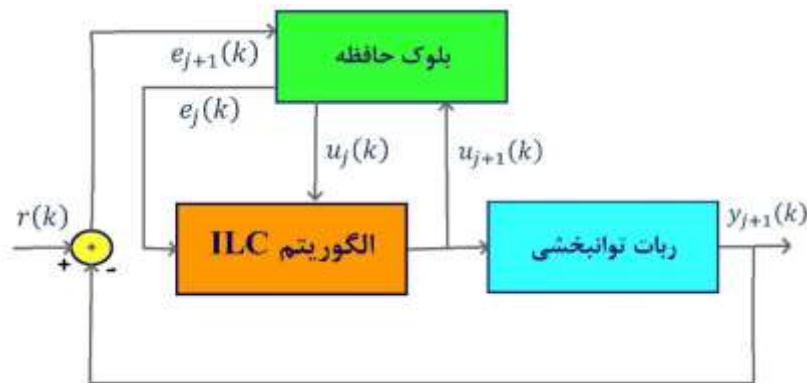 بلوک حافظه
e_{j+1}(k)
e_j(k)
u_j(k)
u_{j+1}(k)
r(k)
y_{j+1}(k)
الگوریتم ILC
ربات توانبخشی
+
-